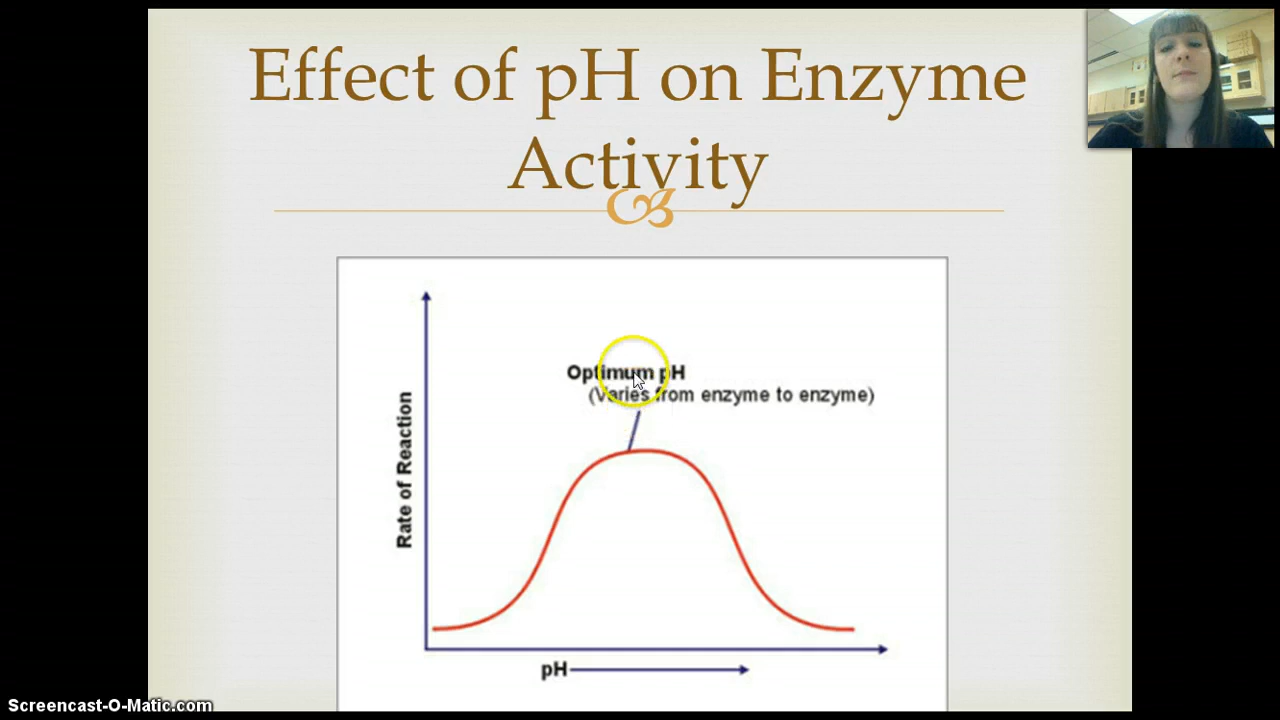 Effect of pH on Enzyme
Activity
Optimum pH
(Varies from enzyme to enzyme)
Rate of Reaction
pH
Screencast-O-Matic.com